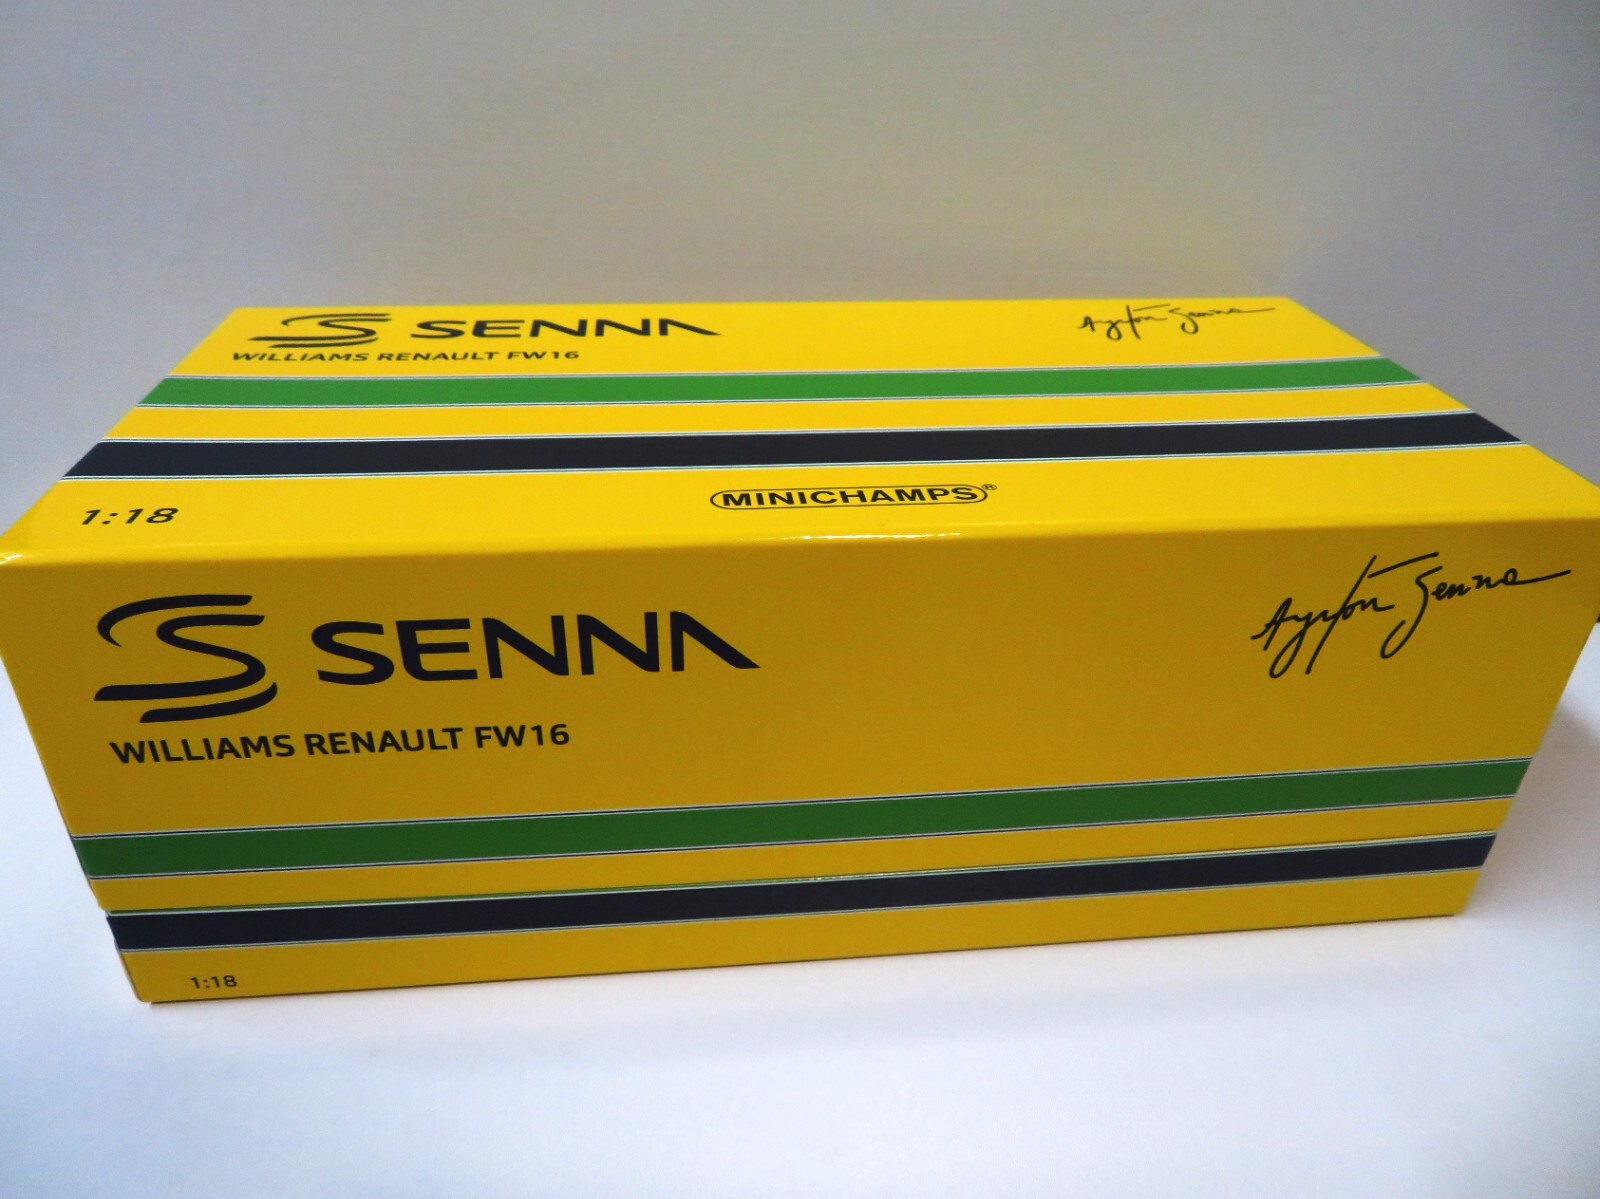 SENNA
WILLIAMS RENAULT FW16
Ayrton Senna
1:18
MINICHAMPS®
SENNA
WILLIAMS RENAULT FW16
Ayrton Senna
1:18